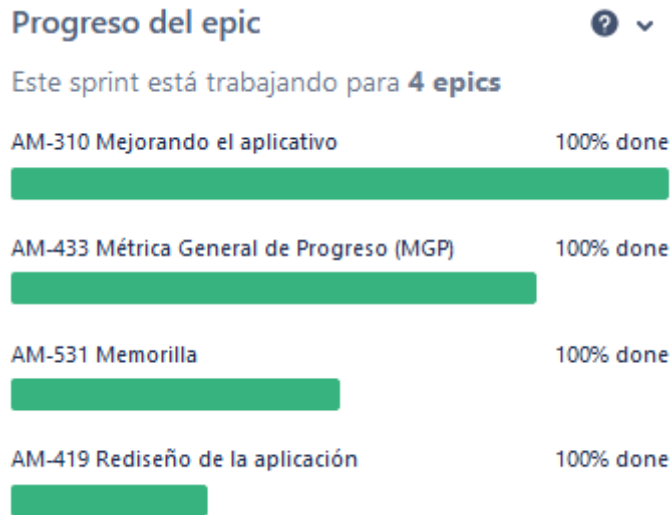 Progreso del epic
Este sprint está trabajando para 4 epics
AM-310 Mejorando el aplicativo 100% done
AM-433 Métrica General de Progreso (MGP) 100% done
AM-531 Memorilla 100% done
AM-419 Rediseño de la aplicación 100% done